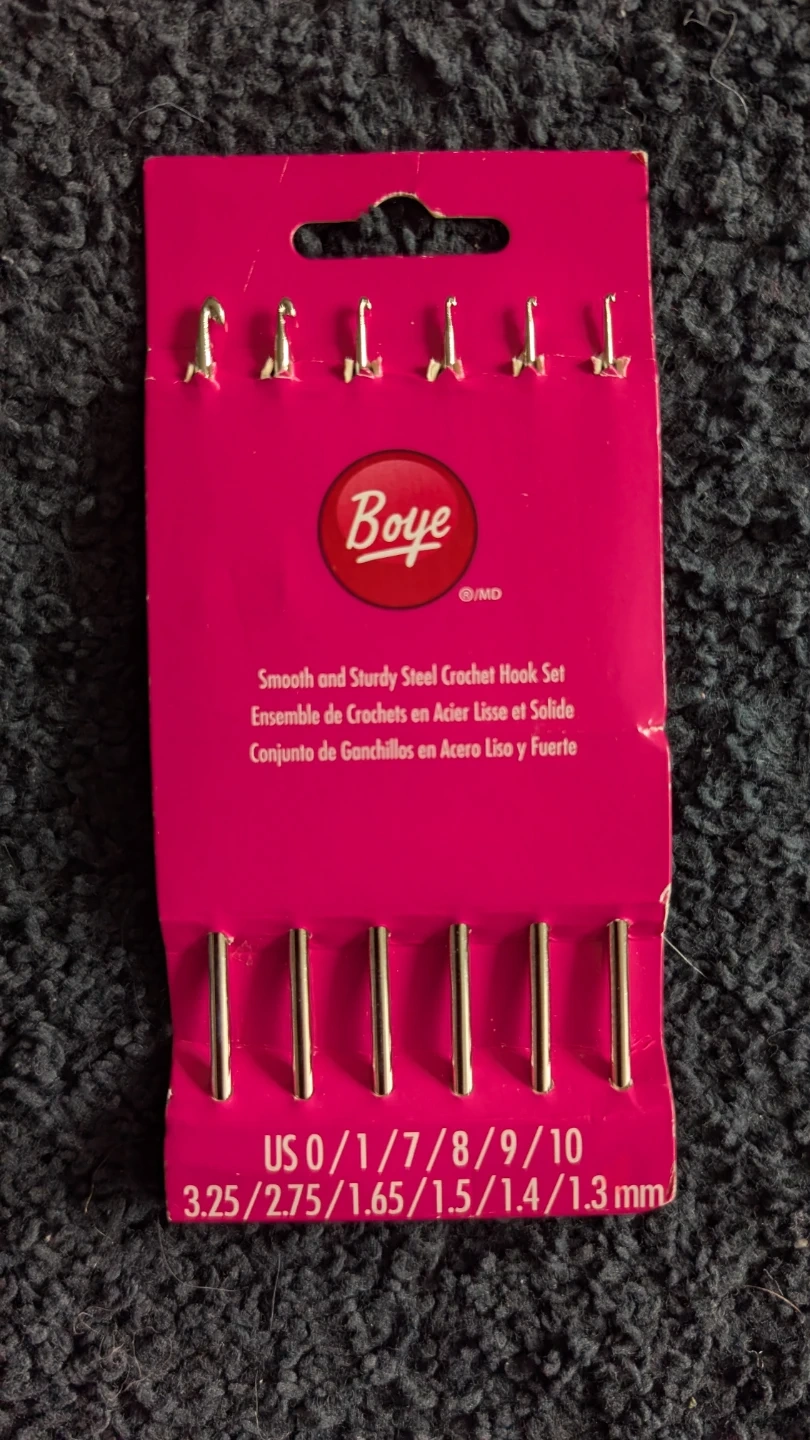 Boye
®/MD
Smooth and Sturdy Steel Crochet Hook Set
Ensemble de Crochets en Acier Lisse et Solide
Conjunto de Ganchillos en Acero Liso y Fuerte
US 0/1/7/8/9/10
3.25/2.75/1.65/1.5/1.4/1.3 mm